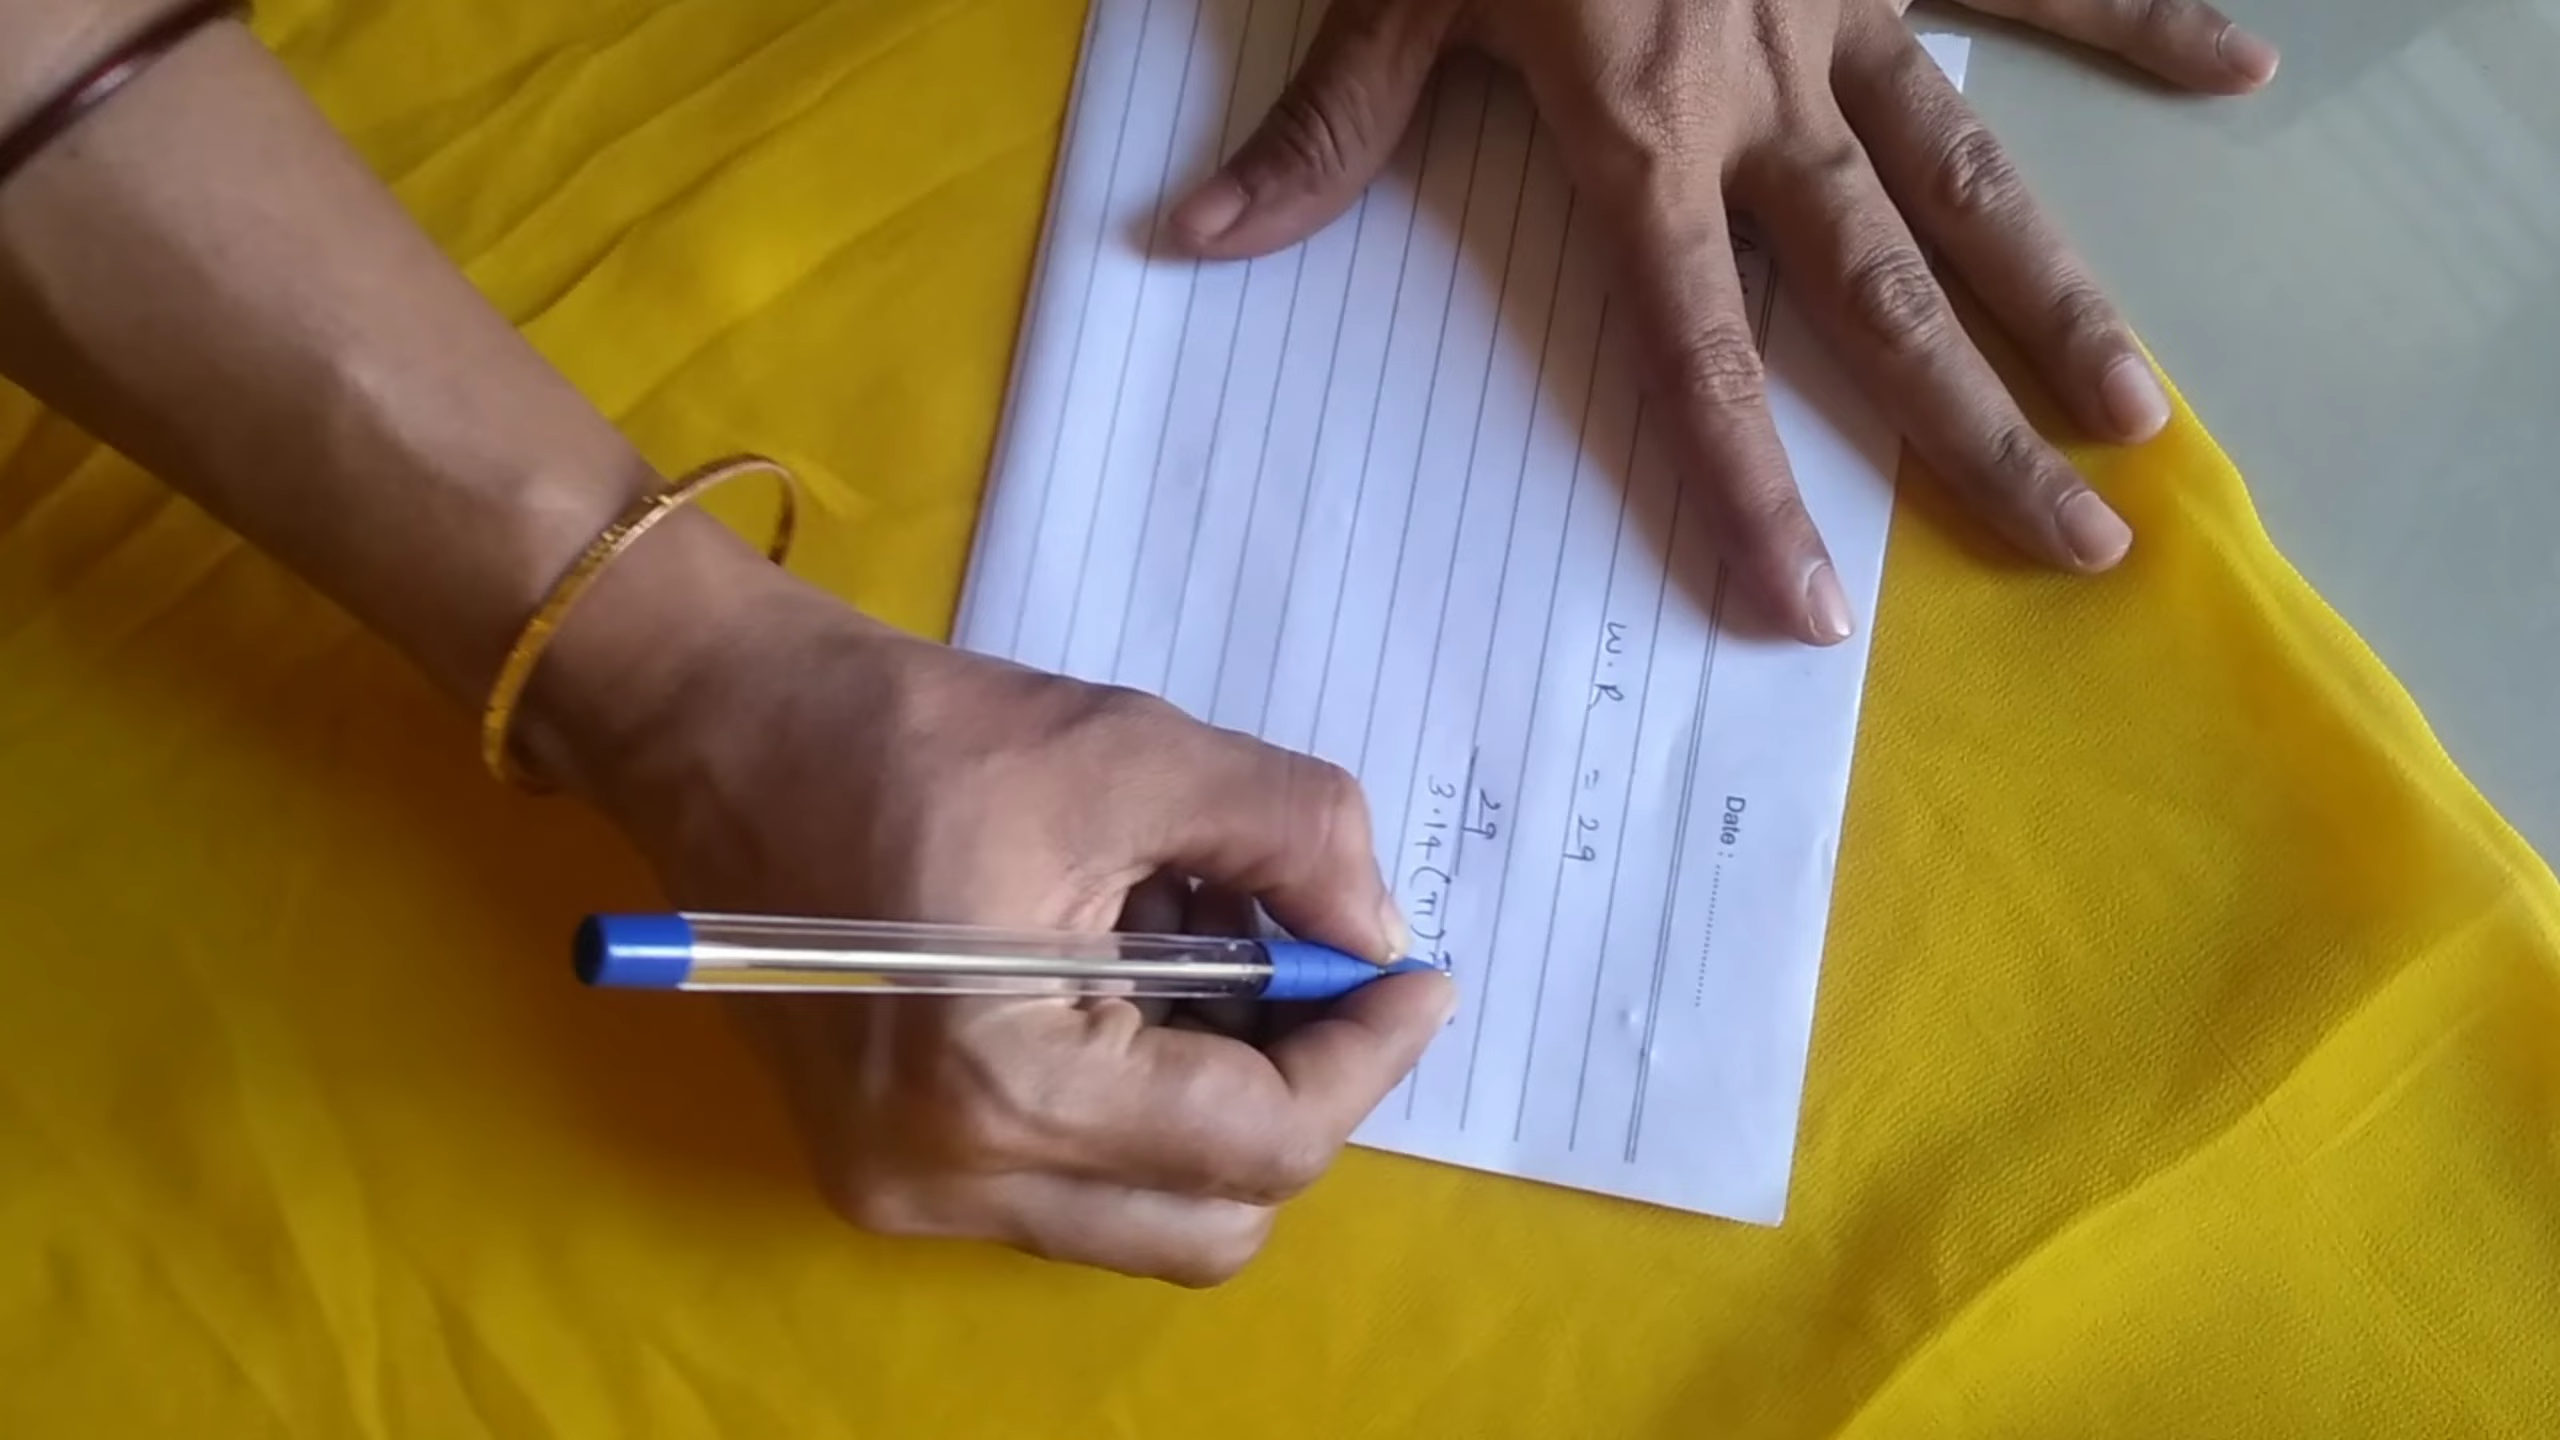 Date : ....................
W.R = 29
29
3.14 (π) =